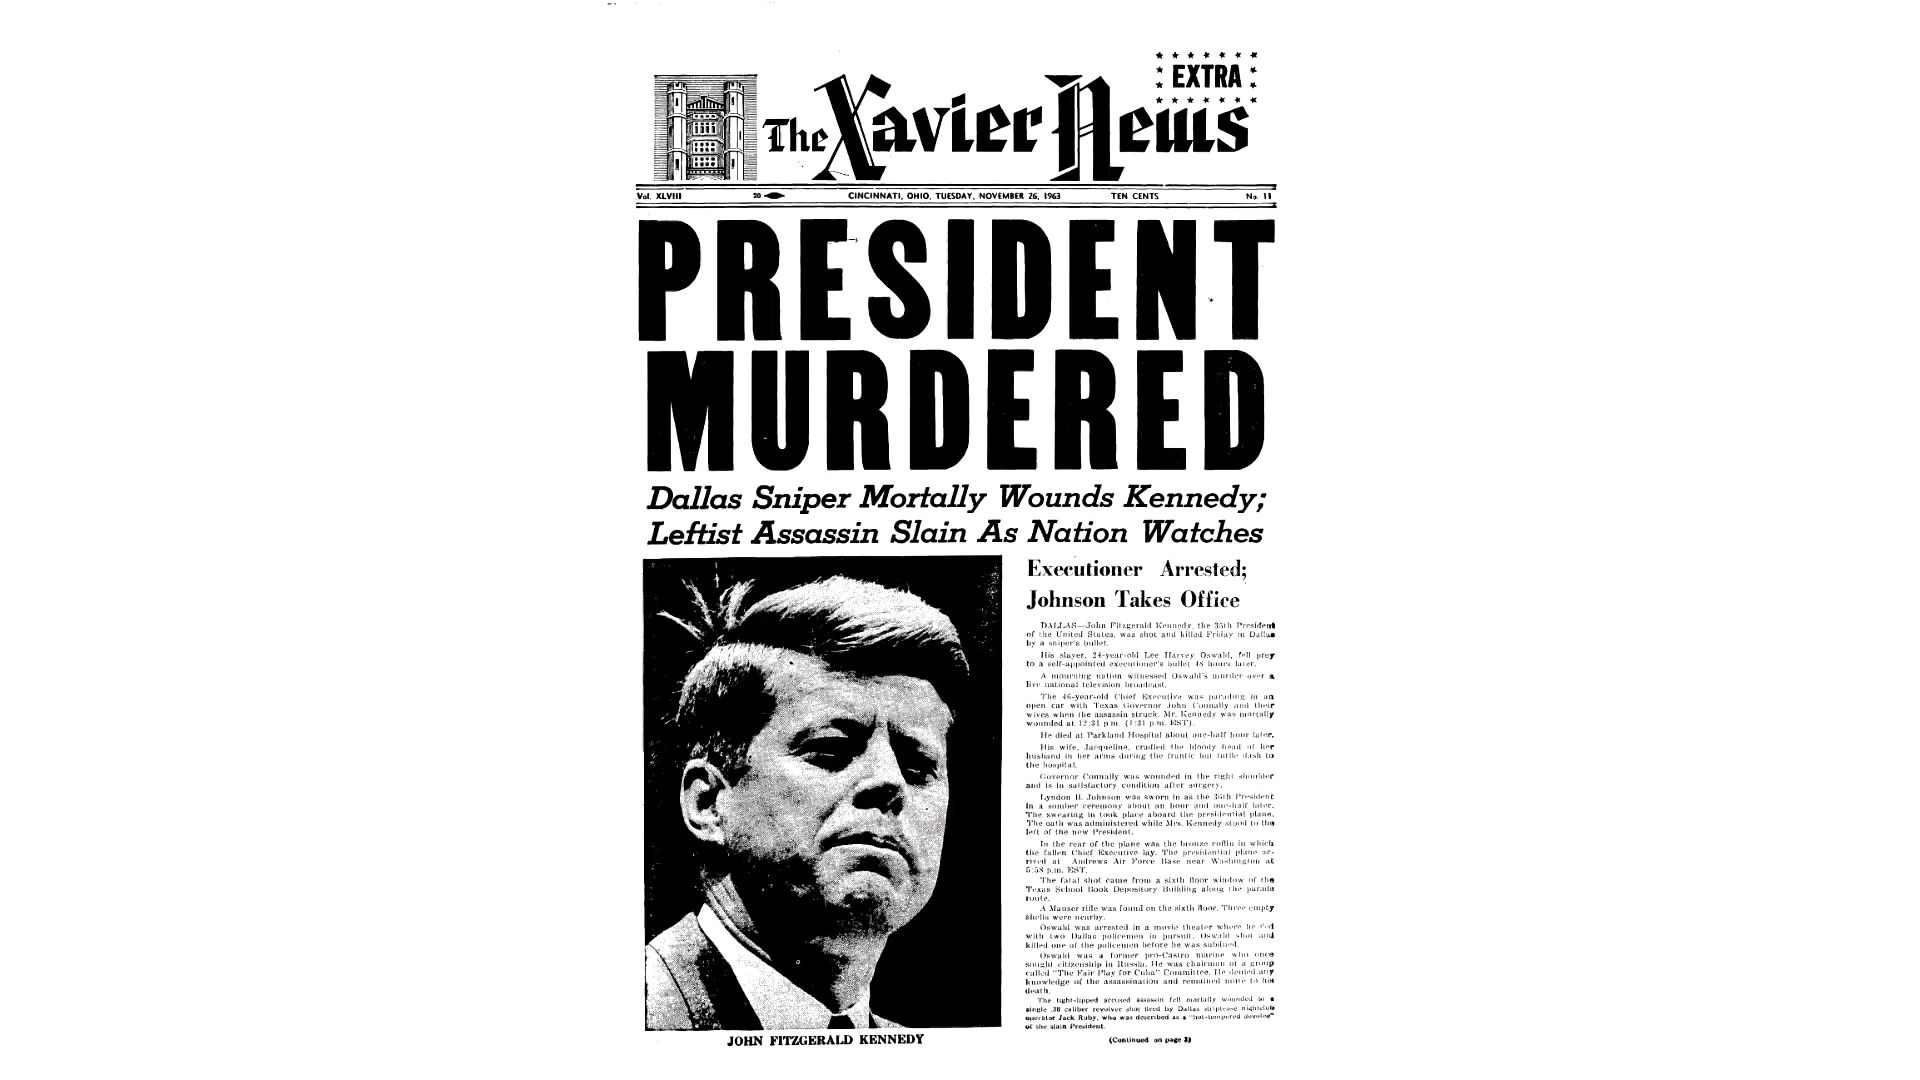 EXTRA
The Xavier News
Vol. XLVIII 20 CINCINNATI, OHIO, TUESDAY, NOVEMBER 26, 1963 TEN CENTS No. 11
PRESIDENT
MURDERED
Dallas Sniper Mortally Wounds Kennedy;
Leftist Assassin Slain As Nation Watches
Executioner Arrested;
Johnson Takes Office
DALLAS—John Fitzgerald Kennedy, the 35th President
of the United States, was shot and killed Friday in Dallas
by a sniper's bullet.
His slayer, 24-year-old Lee Harvey Oswald, fell prey
to a self-appointed executioner's bullet 48 hours later.
A mourning nation witnessed Oswald's murder over a
live national television broadcast.
The 46-year-old Chief Executive was parading in an
open car with Texas Governor John Connally and their
wives when the assassin struck. Mr. Kennedy was mortally
wounded at 12:31 p.m. (1:31 p.m. EST).
He died at Parkland Hospital about one-half hour later.
His wife, Jacqueline, cradled the bloody head of her
husband in her arms during the frantic but futile dash to
the hospital.
Governor Connally was wounded in the right shoulder
and is in satisfactory condition after surgery.
Lyndon B. Johnson was sworn in as the 36th President
in a somber ceremony about an hour and one-half later.
The swearing in took place aboard the presidential plane.
The oath was administered while Mrs. Kennedy stood to the
left of the new President.
In the rear of the plane was the bronze coffin in which
the fallen Chief Executive lay. The presidential plane ar-
rived at Andrews Air Force Base near Washington at
5:58 p.m. EST.
The fatal shot came from a sixth floor window of the
Texas School Book Depository Building along the parade
route.
A Mauser rifle was found on the sixth floor. Three empty
shells were nearby.
Oswald was arrested in a movie theater where he fled
with two Dallas policemen in pursuit. Oswald shot and
killed one of the policemen before he was subdued.
Oswald was a former pro-Castro marine who once
sought citizenship in Russia. He was chairman of a group
called "The Fair Play for Cuba" Committee. He denied any
knowledge of the assassination and remained mute to his
death.
The tight-lipped accused assassin fell mortally wounded to a
single .38 caliber revolver shot fired by Dallas striptease nightclub
operator Jack Ruby, who was described as a "hot-tempered devotee"
of the slain President.
(Continued on page 3)
JOHN FITZGERALD KENNEDY